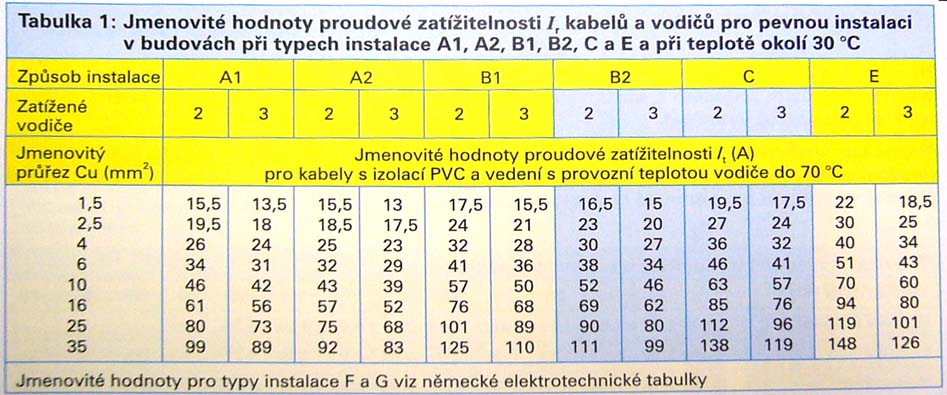 Tabulka 1: Jmenovité hodnoty proudové zatížitelnosti Ir kabelů a vodičů pro pevnou instalaci
v budovách při typech instalace A1, A2, B1, B2, C a E a při teplotě okolí 30 °C
Způsob instalace A1 A2 B1 B2 C E
Zatížené
vodiče 2 3 2 3 2 3 2 3 2 3 2 3
Jmenovitý
průřez Cu (mm²)
Jmenovité hodnoty proudové zatížitelnosti It (A)
pro kabely s izolací PVC a vedení s provozní teplotou vodiče do 70 °C
1,5 15,5 13,5 15,5 13 17,5 15,5 16,5 15 19,5 17,5 22 18,5
2,5 19,5 18 18,5 17,5 24 21 23 20 27 24 30 25
4 26 24 25 23 32 28 30 27 36 32 40 34
6 34 31 32 29 41 36 38 34 46 41 51 43
10 46 42 43 39 57 50 52 46 63 57 70 60
16 61 56 57 52 76 68 69 62 85 76 94 80
25 80 73 75 68 101 89 90 80 112 96 119 101
35 99 89 92 83 125 110 111 99 138 119 148 126
Jmenovité hodnoty pro typy instalace F a G viz německé elektrotechnické tabulky